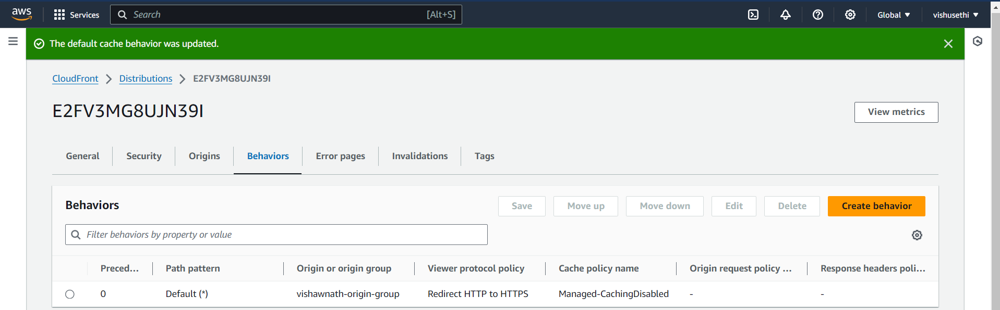 aws Services Search [Alt+S] Global vishusethi
The default cache behavior was updated.
CloudFront Distributions E2FV3MG8UJN39I
E2FV3MG8UJN39I
View metrics
General Security Origins Behaviors Error pages Invalidations Tags
Behaviors Save Move up Move down Edit Delete Create behavior
Filter behaviors by property or value
Preced... Path pattern Origin or origin group Viewer protocol policy Cache policy name Origin request policy ... Response headers poli...
0 Default (*) vishawnath-origin-group Redirect HTTP to HTTPS Managed-CachingDisabled - -